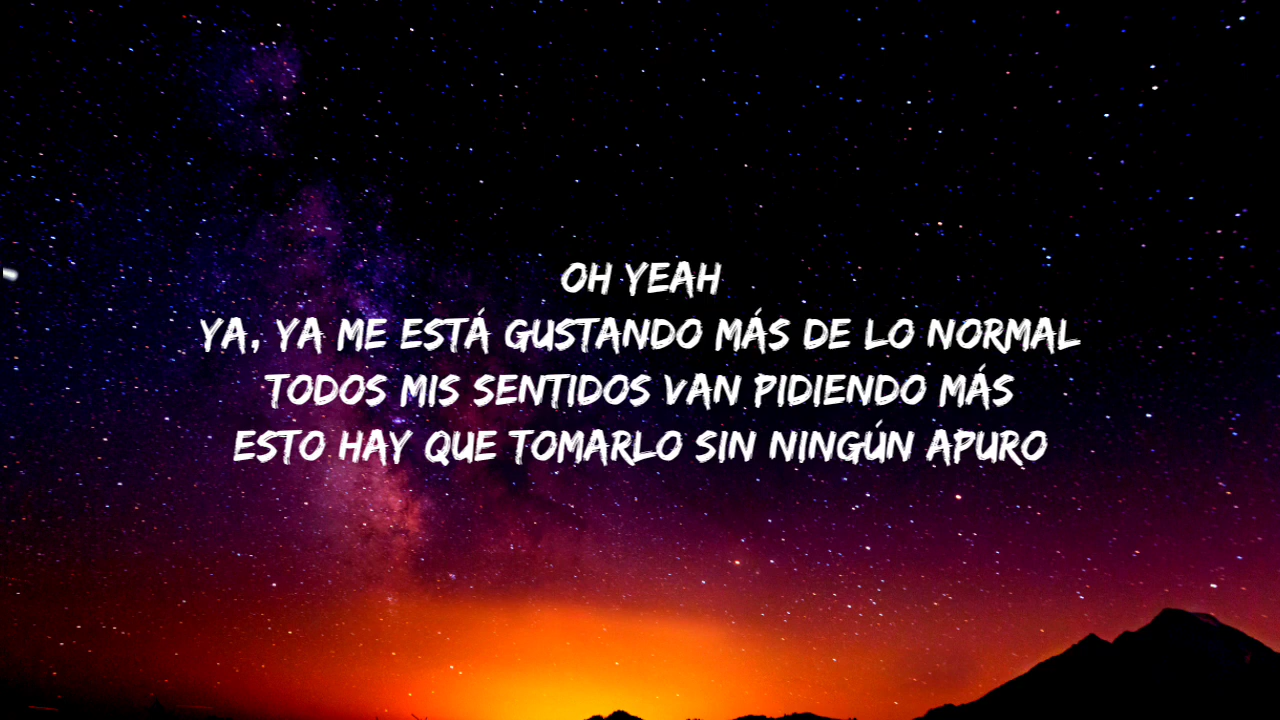 OH YEAH
YA, YA ME ESTÁ GUSTANDO MÁS DE LO NORMAL
TODOS MIS SENTIDOS VAN PIDIENDO MÁS
ESTO HAY QUE TOMARLO SIN NINGÚN APURO